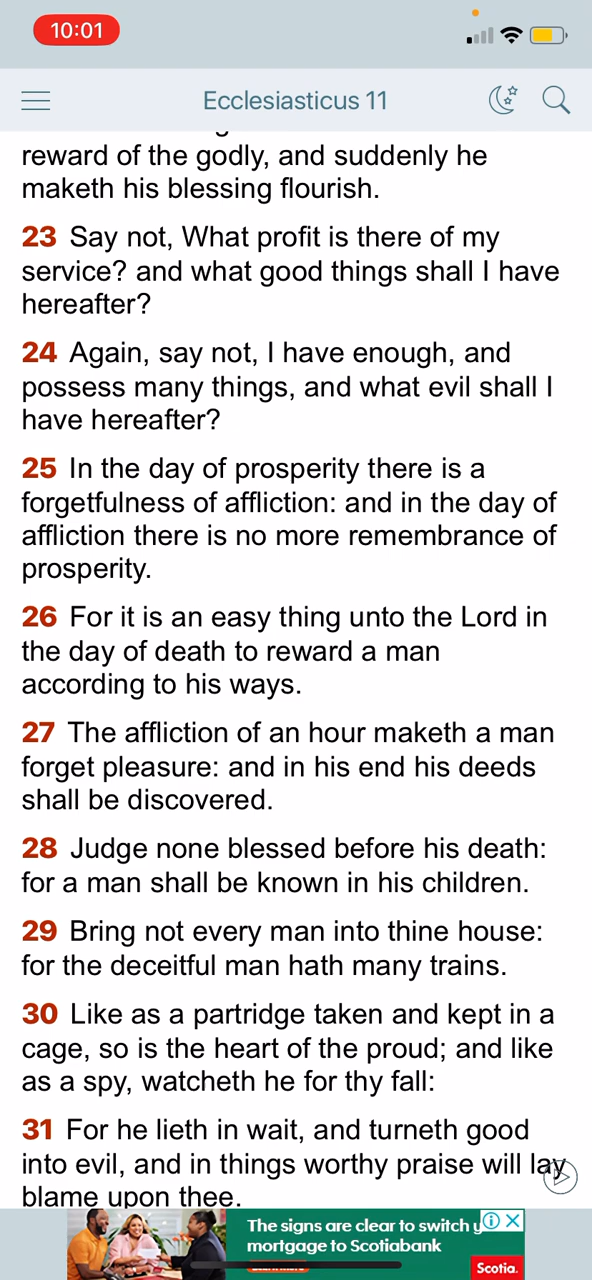 10:01
Ecclesiasticus 11
reward of the godly, and suddenly he
maketh his blessing flourish.
23 Say not, What profit is there of my
service? and what good things shall I have
hereafter?
24 Again, say not, I have enough, and
possess many things, and what evil shall I
have hereafter?
25 In the day of prosperity there is a
forgetfulness of affliction: and in the day of
affliction there is no more remembrance of
prosperity.
26 For it is an easy thing unto the Lord in
the day of death to reward a man
according to his ways.
27 The affliction of an hour maketh a man
forget pleasure: and in his end his deeds
shall be discovered.
28 Judge none blessed before his death:
for a man shall be known in his children.
29 Bring not every man into thine house:
for the deceitful man hath many trains.
30 Like as a partridge taken and kept in a
cage, so is the heart of the proud; and like
as a spy, watcheth he for thy fall:
31 For he lieth in wait, and turneth good
into evil, and in things worthy praise will lay
blame upon thee.
The signs are clear to switch
mortgage to Scotiabank
Scotia.